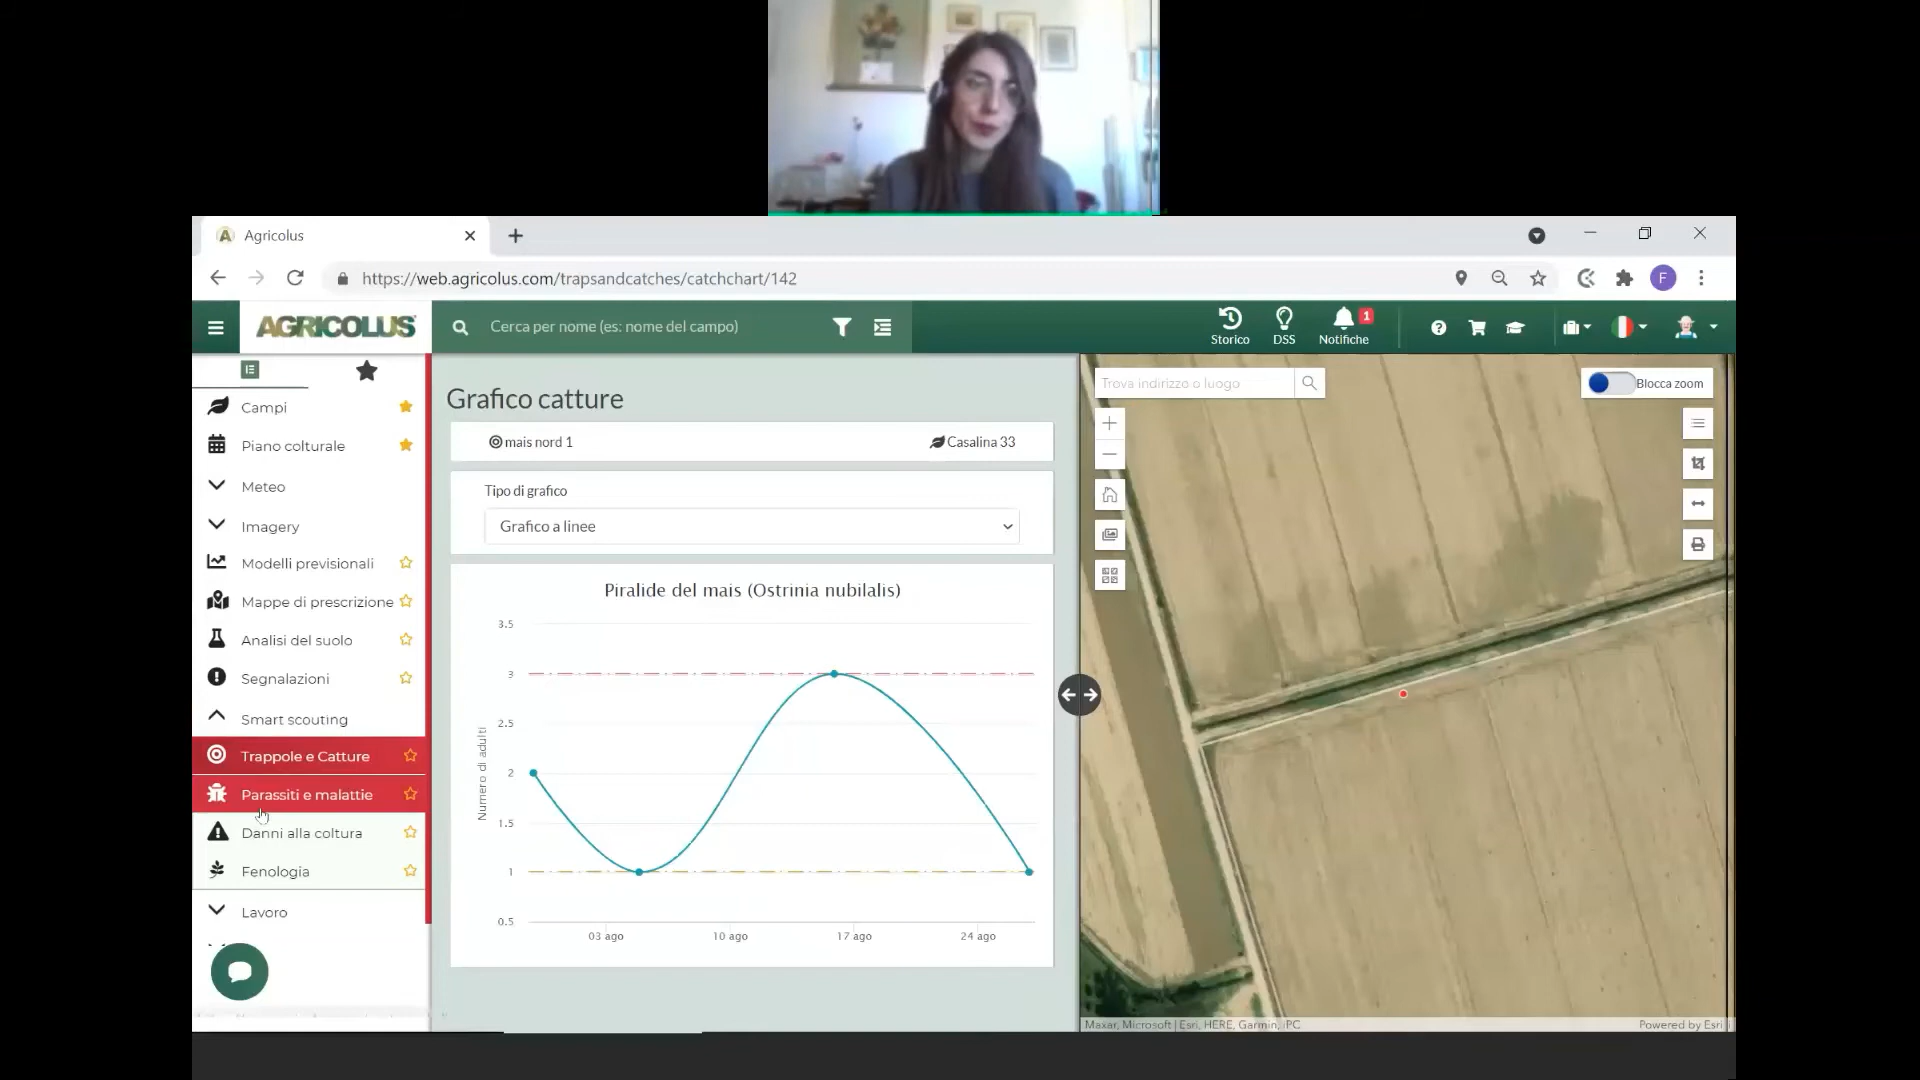 Agricolus
https://web.agricolus.com/trapsandcatches/catchchart/142
F
AGRICOLUS
Cerca per nome (es: nome del campo)
Storico
DSS
1
Notifiche
Campi
Piano colturale
Meteo
Imagery
Modelli previsionali
Mappe di prescrizione
Analisi del suolo
Segnalazioni
Smart scouting
Trappole e Catture
Parassiti e malattie
Danni alla coltura
Fenologia
Lavoro
Grafico catture
mais nord 1
Casalina 33
Tipo di grafico
Grafico a linee
Piralide del mais (Ostrinia nubilalis)
Numero di adulti
3.5
3
2.5
2
1.5
1
0.5
03 ago
10 ago
17 ago
24 ago
Trova indirizzo o luogo
Blocca zoom
Maxar, Microsoft | Esri, HERE, Garmin, iPC
Powered by Esri